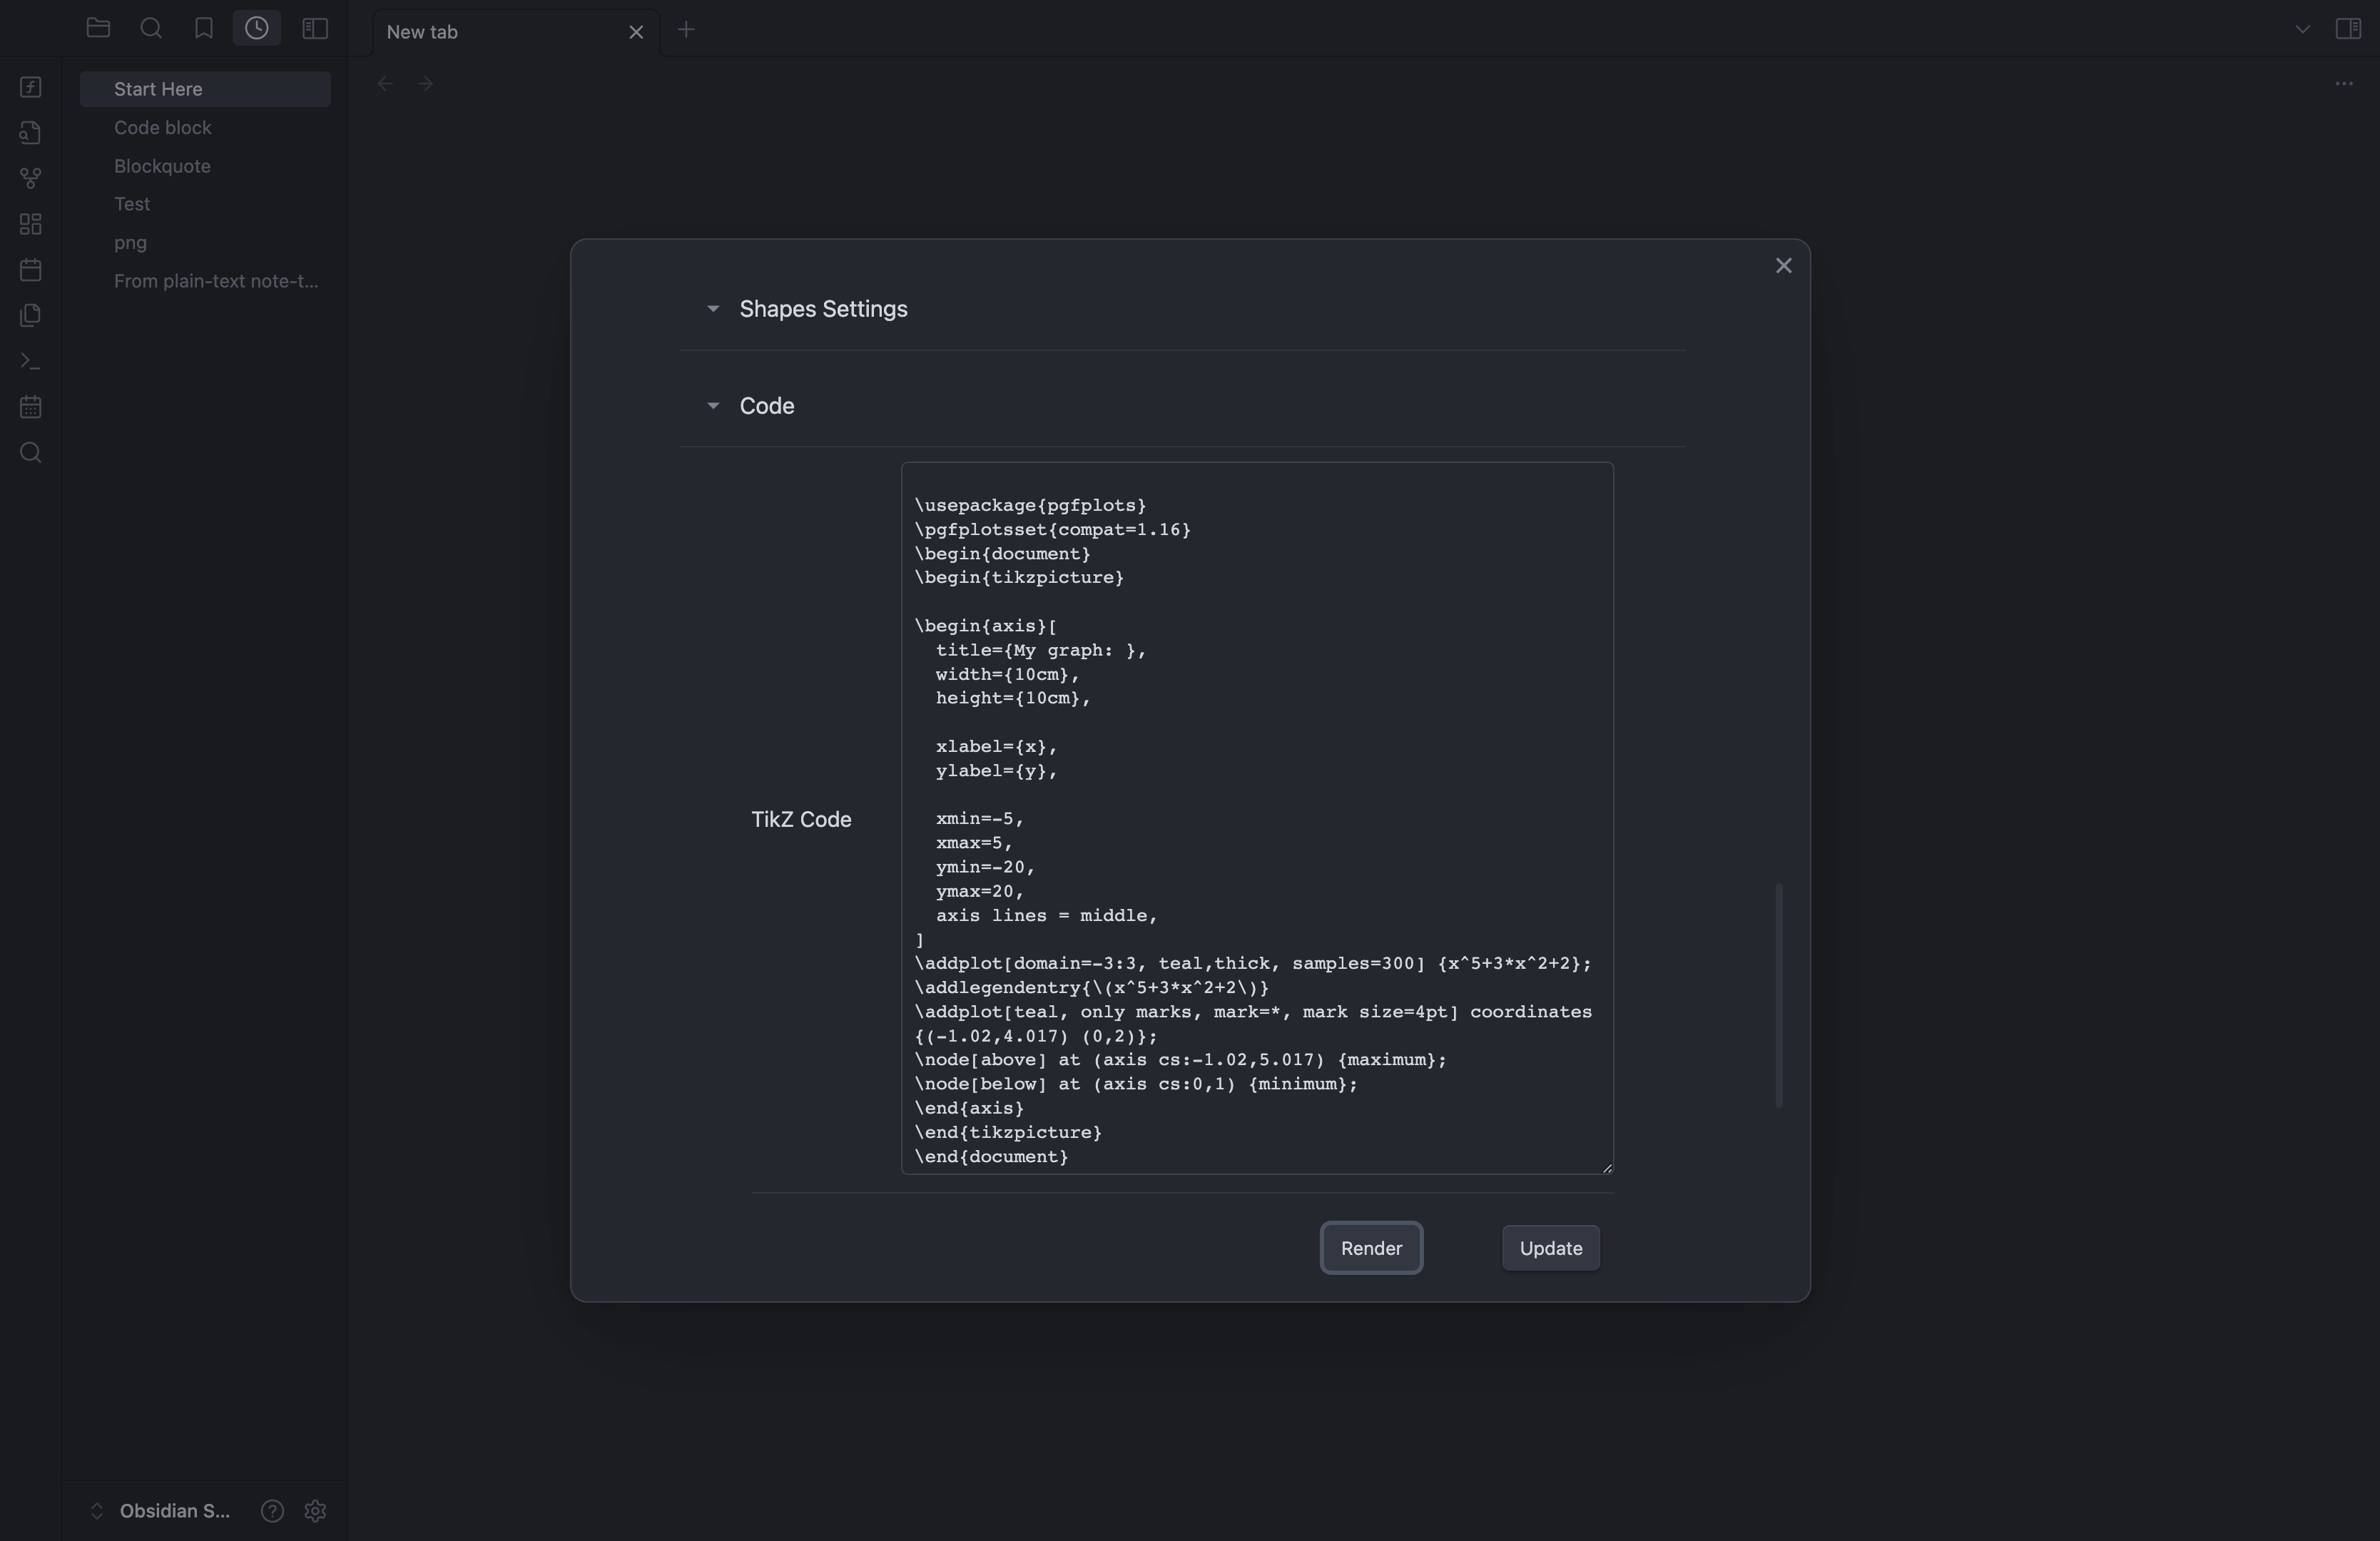 New tab
Start Here
Code block
Blockquote
Test
png
From plain-text note-t...
Shapes Settings
Code
TikZ Code
\usepackage{pgfplots}
\pgfplotsset{compat=1.16}
\begin{document}
\begin{tikzpicture}
\begin{axis}[
title={My graph: },
width={10cm},
height={10cm},
xlabel={x},
ylabel={y},
xmin=-5,
xmax=5,
ymin=-20,
ymax=20,
axis lines = middle,
]
\addplot[domain=-3:3, teal,thick, samples=300] {x^5+3*x^2+2};
\addlegendentry{\(x^5+3*x^2+2\)}
\addplot[teal, only marks, mark=*, mark size=4pt] coordinates
{(-1.02,4.017) (0,2)};
\node[above] at (axis cs:-1.02,5.017) {maximum};
\node[below] at (axis cs:0,1) {minimum};
\end{axis}
\end{tikzpicture}
\end{document}
Render
Update
Obsidian S...